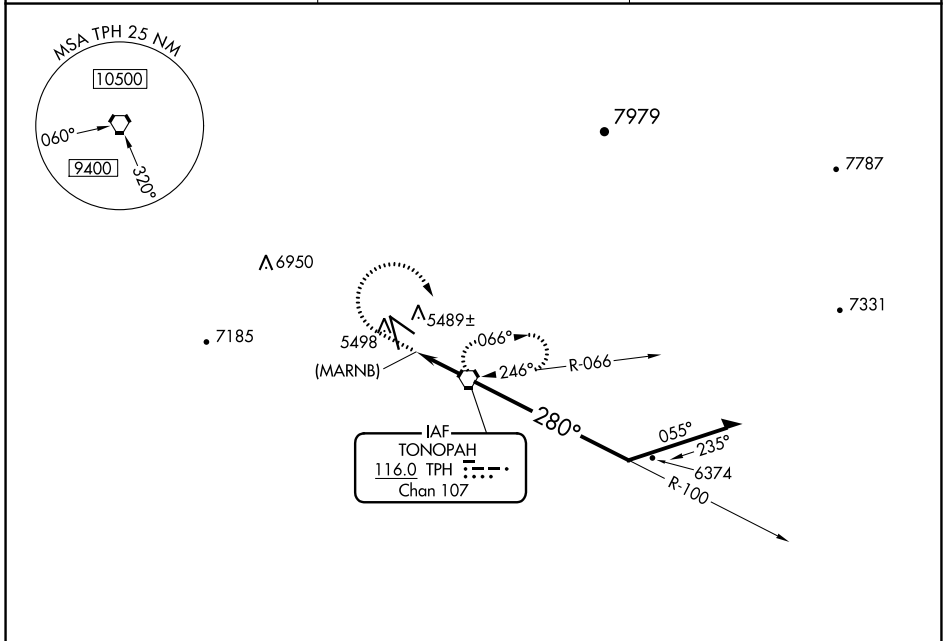 MSA TPH 25 NM
10500
060°
9400
320°
7979
7787
6950
7331
5489±
7185
5498
066°
(MARNB)
246°
R-066
280°
IAF
TONOPAH
116.0 TPH
Chan 107
055°
235°
6374
R-100